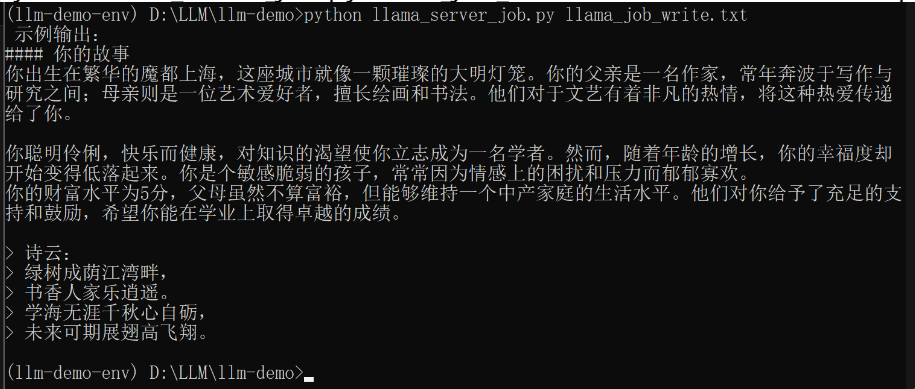 (llm-demo-env) D:\LLM\llm-demo>python llama_server_job.py llama_job_write.txt
示例输出：
#### 你的故事
你出生在繁华的魔都上海，这座城市就像一颗璀璨的大明灯笼。你的父亲是一名作家，常年奔波于写作与
研究之间；母亲则是一位艺术爱好者，擅长绘画和书法。他们对于文艺有着非凡的热情，将这种热爱传递
给了你。
你聪明伶俐，快乐而健康，对知识的渴望使你立志成为一名学者。然而，随着年龄的增长，你的幸福度却
开始变得低落起来。你是个敏感脆弱的孩子，常常因为情感上的困扰和压力而郁郁寡欢。
你的财富水平为5分，父母虽然不算富裕，但能够维持一个中产家庭的生活水平。他们对你给予了充足的支
持和鼓励，希望你能在学业上取得卓越的成绩。
> 诗云：
> 绿树成荫江湾畔，
> 书香人家乐逍遥。
> 学海无涯千秋心自砺，
> 未来可期展翅高飞翔。
(llm-demo-env) D:\LLM\llm-demo>